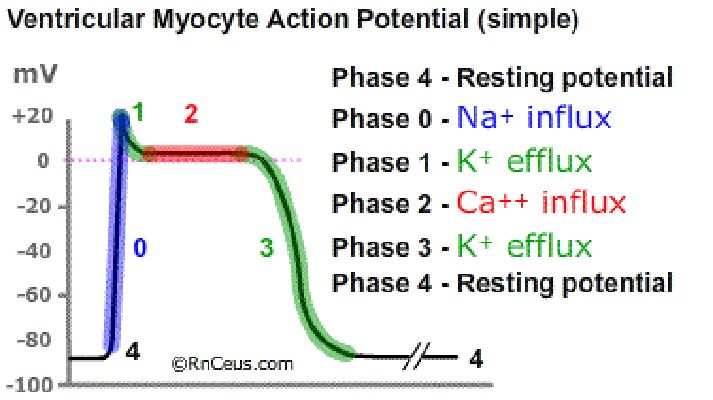 Ventricular Myocyte Action Potential (simple)
mV
+20
0
-20
-40
-60
-80
-100
1
2
0
3
4
4
©RnCeus.com
Phase 4 - Resting potential
Phase 0 - Na+ influx
Phase 1 - K+ efflux
Phase 2 - Ca++ influx
Phase 3 - K+ efflux
Phase 4 - Resting potential